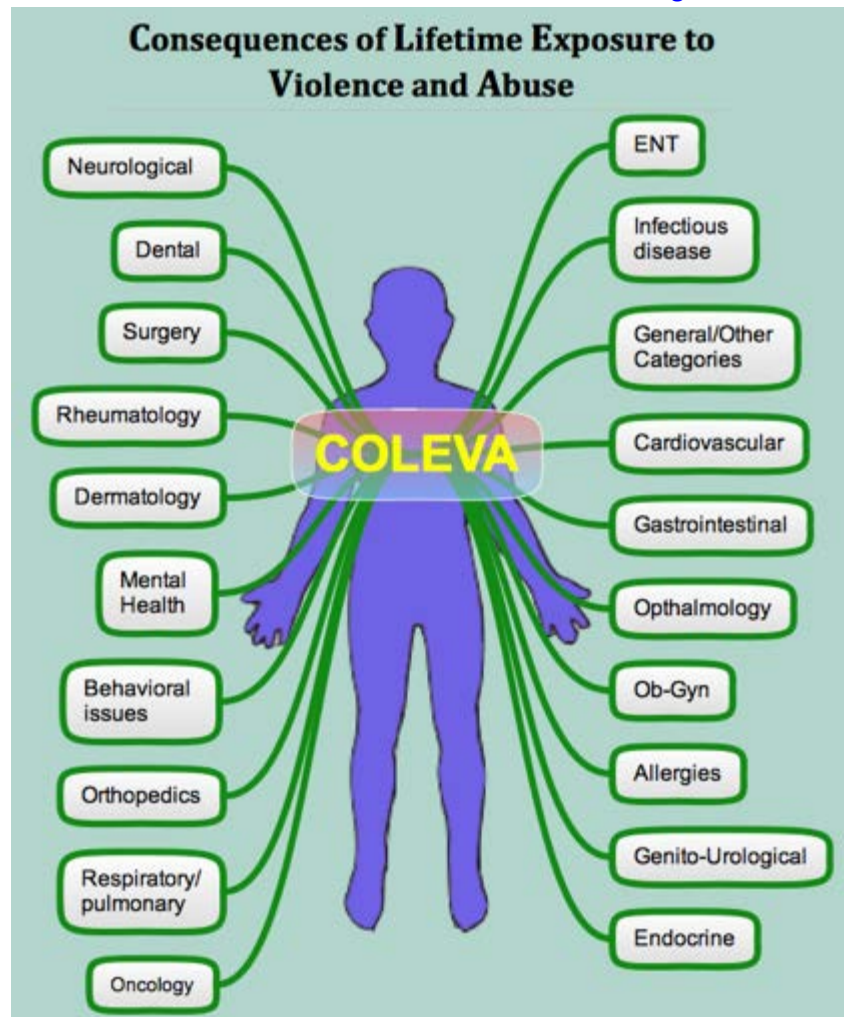 Consequences of Lifetime Exposure to
Violence and Abuse
Neurological
Dental
Surgery
Rheumatology
Dermatology
Mental
Health
Behavioral
issues
Orthopedics
Respiratory/
pulmonary
Oncology
COLEVA
ENT
Infectious
disease
General/Other
Categories
Cardiovascular
Gastrointestinal
Opthalmology
Ob-Gyn
Allergies
Genito-Urological
Endocrine